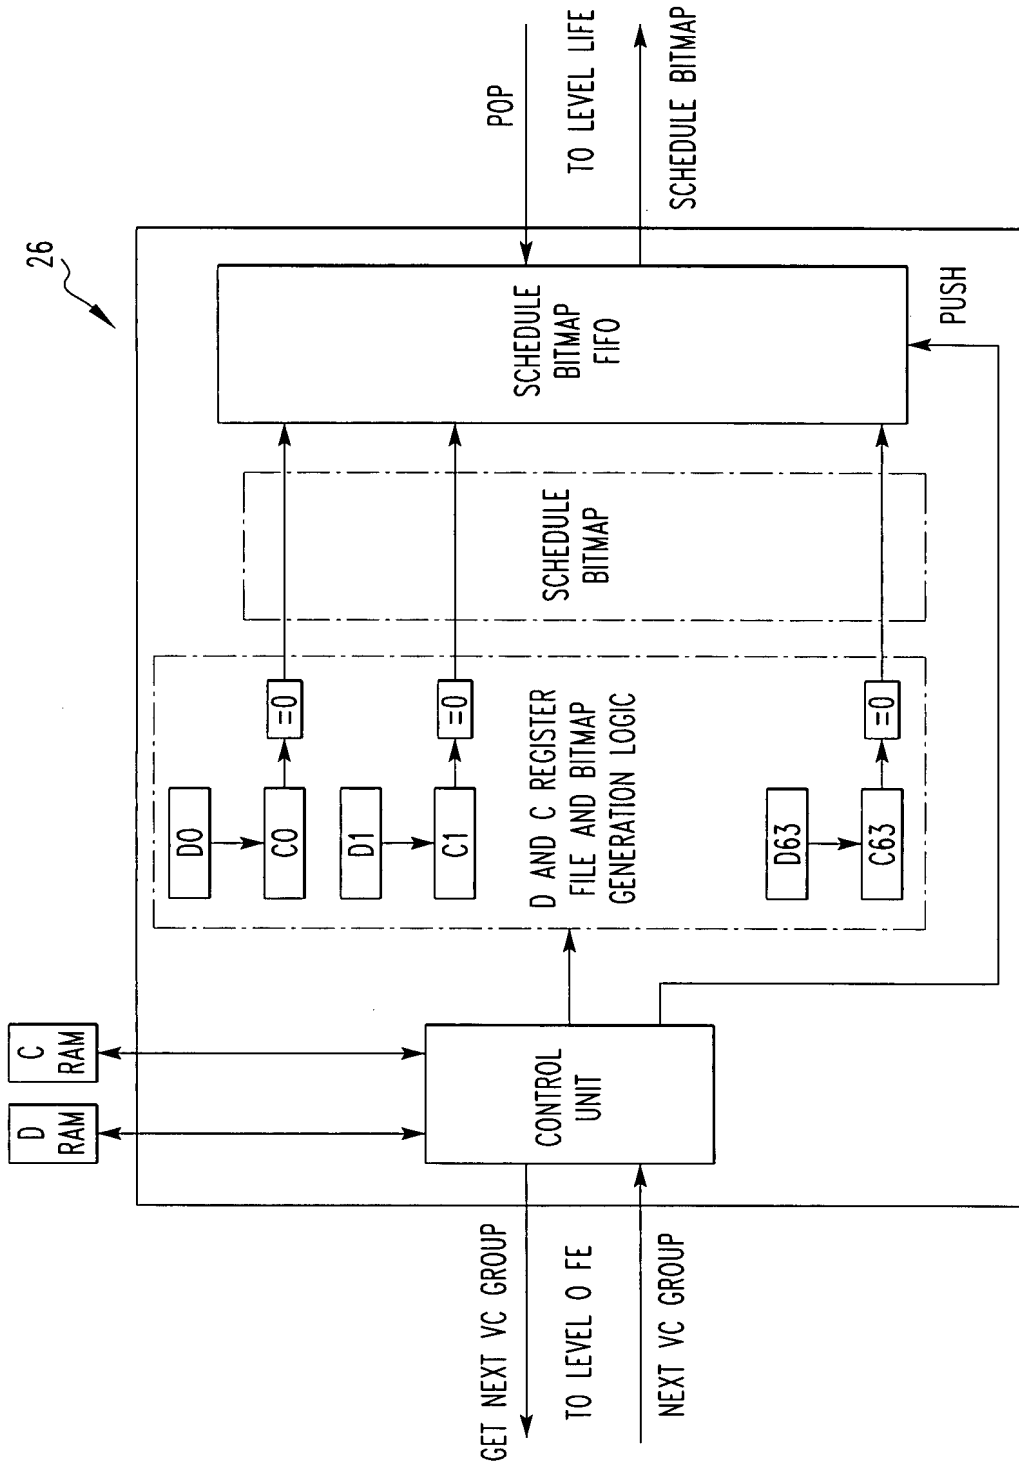 26
D
RAM
C
RAM
GET NEXT VC GROUP
TO LEVEL 0 FE
NEXT VC GROUP
CONTROL
UNIT
D0
C0
=0
D1
C1
=0
D AND C REGISTER
FILE AND BITMAP
GENERATION LOGIC
D63
C63
=0
SCHEDULE
BITMAP
SCHEDULE
BITMAP
FIFO
PUSH
POP
TO LEVEL LIFE
SCHEDULE BITMAP